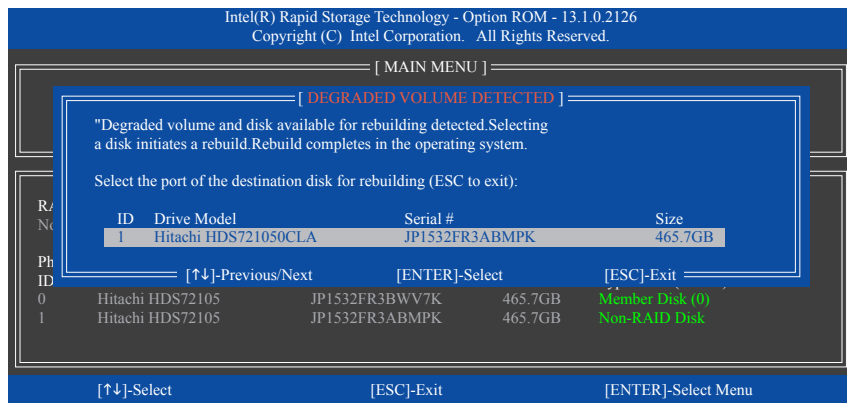 Intel(R) Rapid Storage Technology - Option ROM - 13.1.0.2126
Copyright (C) Intel Corporation. All Rights Reserved.
[ MAIN MENU ]
[ DEGRADED VOLUME DETECTED ]
"Degraded volume and disk available for rebuilding detected.Selecting
a disk initiates a rebuild.Rebuild completes in the operating system.
Select the port of the destination disk for rebuilding (ESC to exit):
ID Drive Model Serial # Size
1 Hitachi HDS721050CLA JP1532FR3ABMPK 465.7GB
[↑↓]-Previous/Next [ENTER]-Select [ESC]-Exit
ID
0 Hitachi HDS72105 JP1532FR3BWV7K 465.7GB Member Disk (0)
1 Hitachi HDS72105 JP1532FR3ABMPK 465.7GB Non-RAID Disk
[↑↓]-Select [ESC]-Exit [ENTER]-Select Menu